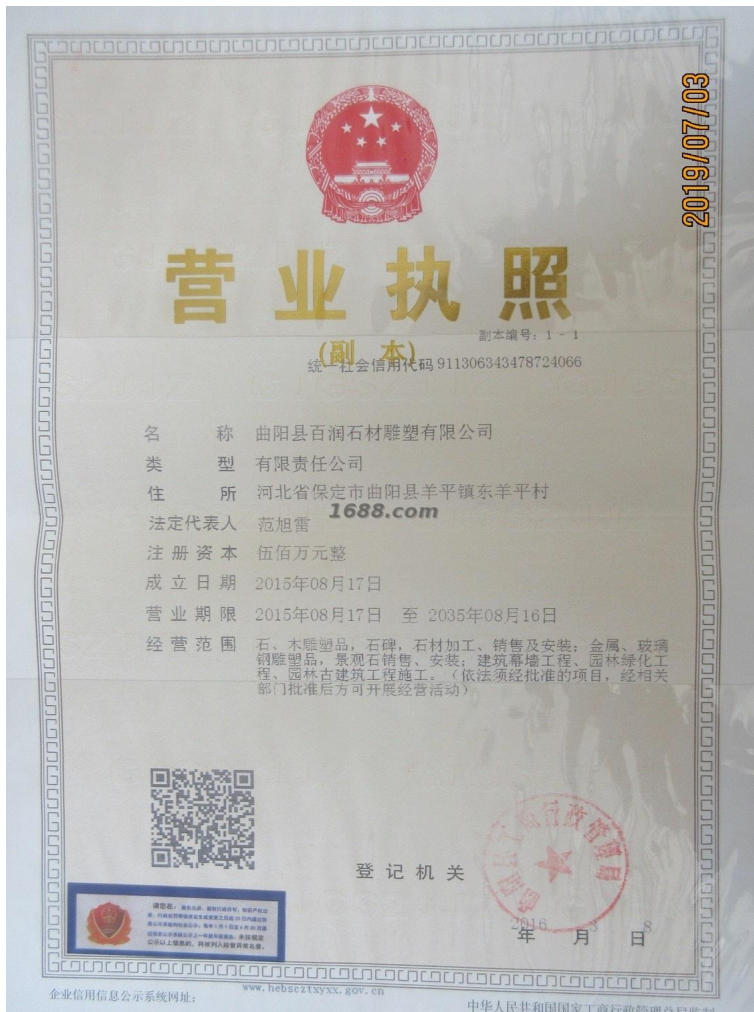 2019/07/03
营业执照
(副本)
副本编号：1－1
统一社会信用代码 911306343478724066
名称 曲阳县百润石材雕塑有限公司
类型 有限责任公司
住所 河北省保定市曲阳县羊平镇东羊平村
1688.com
法定代表人 范旭雷
注册资本 伍佰万元整
成立日期 2015年08月17日
营业期限 2015年08月17日 至 2035年08月16日
经营范围 石、木雕塑品，石碑，石材加工、销售及安装；金属、玻璃
钢雕塑品，景观石销售、安装；建筑幕墙工程、园林绿化工
程、园林古建筑工程施工。（依法须经批准的项目，经相关
部门批准后方可开展经营活动）
登记机关
行政管理局
2016年3月8日
企业信用信息公示系统网址：
www.hebscztxyxx.gov.cn
中华人民共和国国家工商行政管理总局监制